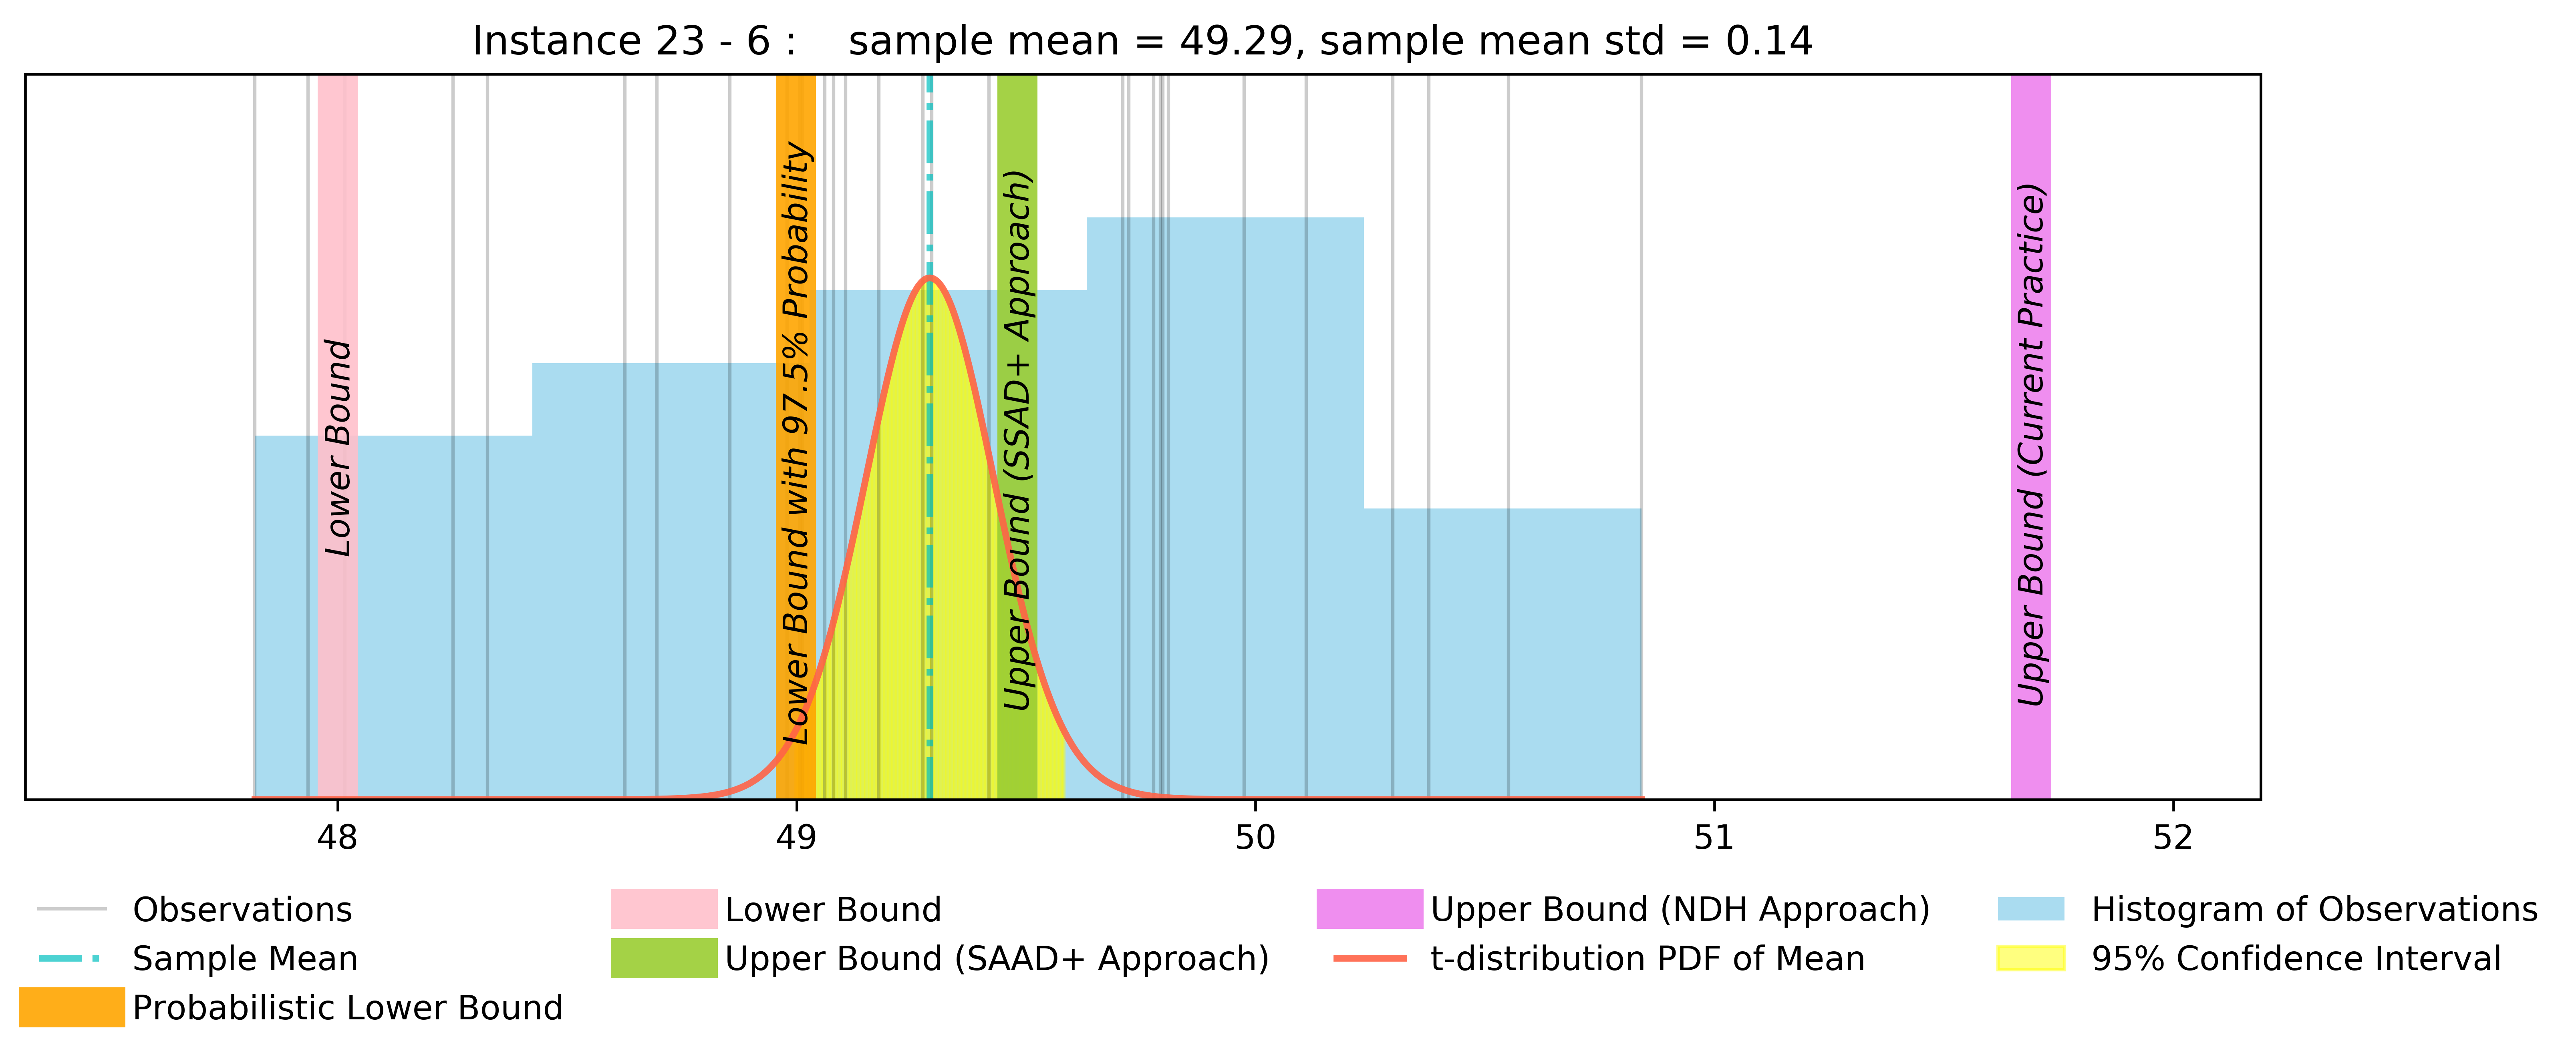 Instance 23 - 6 :    sample mean = 49.29, sample mean std = 0.14
Lower Bound
Lower Bound with 97.5% Probability
Upper Bound (SSAD+ Approach)
Upper Bound (Current Practice)
48 49 50 51 52
Observations
Sample Mean
Probabilistic Lower Bound
Lower Bound
Upper Bound (SAAD+ Approach)
Upper Bound (NDH Approach)
t-distribution PDF of Mean
Histogram of Observations
95% Confidence Interval